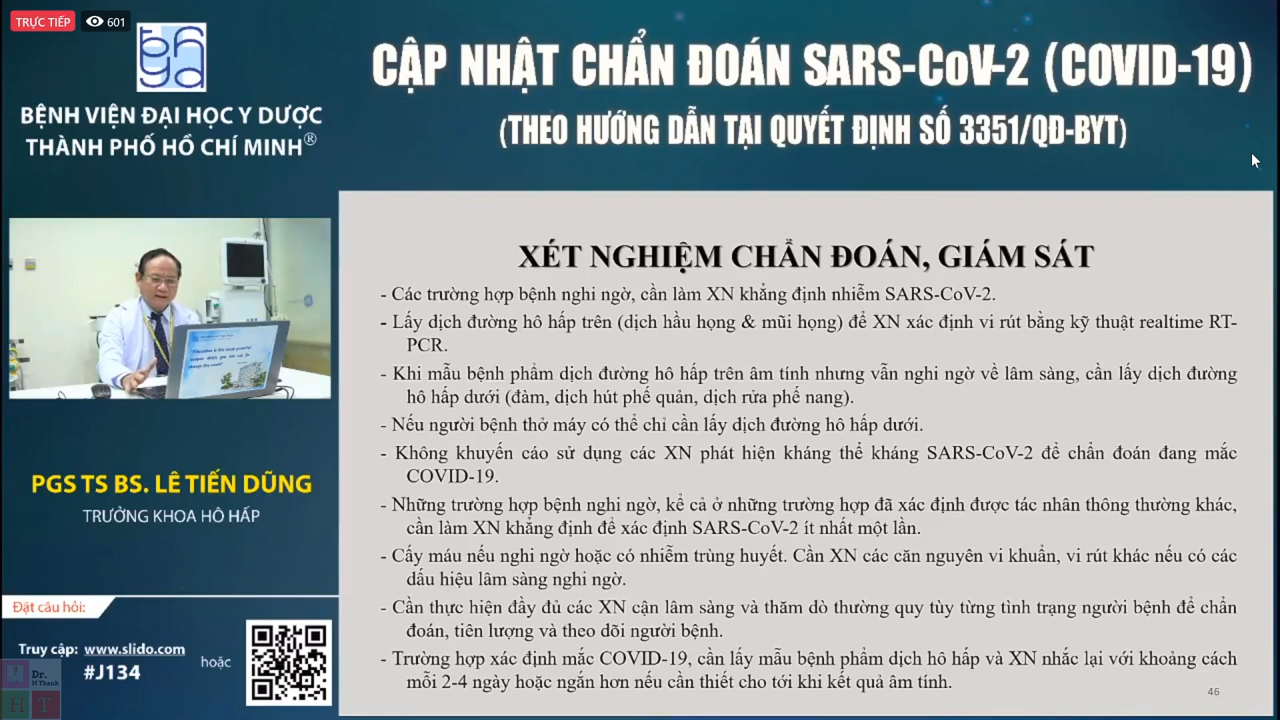 TRỰC TIẾP
601
BỆNH VIỆN ĐẠI HỌC Y DƯỢC
THÀNH PHỐ HỒ CHÍ MINH®
CẬP NHẬT CHẨN ĐOÁN SARS-CoV-2 (COVID-19)
(THEO HƯỚNG DẪN TẠI QUYẾT ĐỊNH SỐ 3351/QĐ-BYT)
XÉT NGHIỆM CHẨN ĐOÁN, GIÁM SÁT
- Các trường hợp bệnh nghi ngờ, cần làm XN khẳng định nhiễm SARS-CoV-2.
- Lấy dịch đường hô hấp trên (dịch hầu họng & mũi họng) để XN xác định vi rút bằng kỹ thuật realtime RT-
PCR.
- Khi mẫu bệnh phẩm dịch đường hô hấp trên âm tính nhưng vẫn nghi ngờ về lâm sàng, cần lấy dịch đường
hô hấp dưới (đàm, dịch hút phế quản, dịch rửa phế nang).
- Nếu người bệnh thở máy có thể chỉ cần lấy dịch đường hô hấp dưới.
- Không khuyến cáo sử dụng các XN phát hiện kháng thể kháng SARS-CoV-2 để chẩn đoán đang mắc
COVID-19.
- Những trường hợp bệnh nghi ngờ, kể cả ở những trường hợp đã xác định được tác nhân thông thường khác,
cần làm XN khẳng định để xác định SARS-CoV-2 ít nhất một lần.
- Cấy máu nếu nghi ngờ hoặc có nhiễm trùng huyết. Cần XN các căn nguyên vi khuẩn, vi rút khác nếu có các
dấu hiệu lâm sàng nghi ngờ.
- Cần thực hiện đầy đủ các XN cận lâm sàng và thăm dò thường quy tùy từng tình trạng người bệnh để chẩn
đoán, tiên lượng và theo dõi người bệnh.
- Trường hợp xác định mắc COVID-19, cần lấy mẫu bệnh phẩm dịch hô hấp và XN nhắc lại với khoảng cách
mỗi 2-4 ngày hoặc ngắn hơn nếu cần thiết cho tới khi kết quả âm tính.
46
PGS TS BS. LÊ TIẾN DŨNG
TRƯỞNG KHOA HÔ HẤP
Đặt câu hỏi:
Truy cập: www.slido.com
#J134
hoặc
Dr.
H Thanh
H T